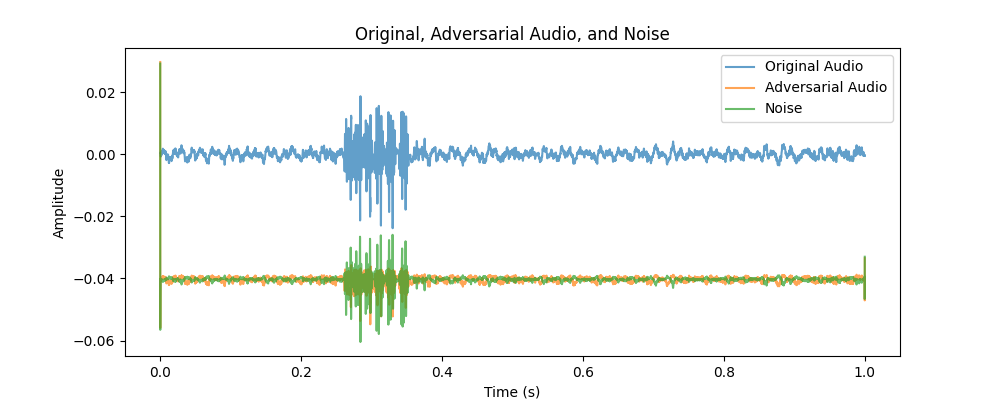 Original, Adversarial Audio, and Noise
Original Audio
Adversarial Audio
Noise
Amplitude
0.02
0.00
−0.02
−0.04
−0.06
0.0 0.2 0.4 0.6 0.8 1.0
Time (s)